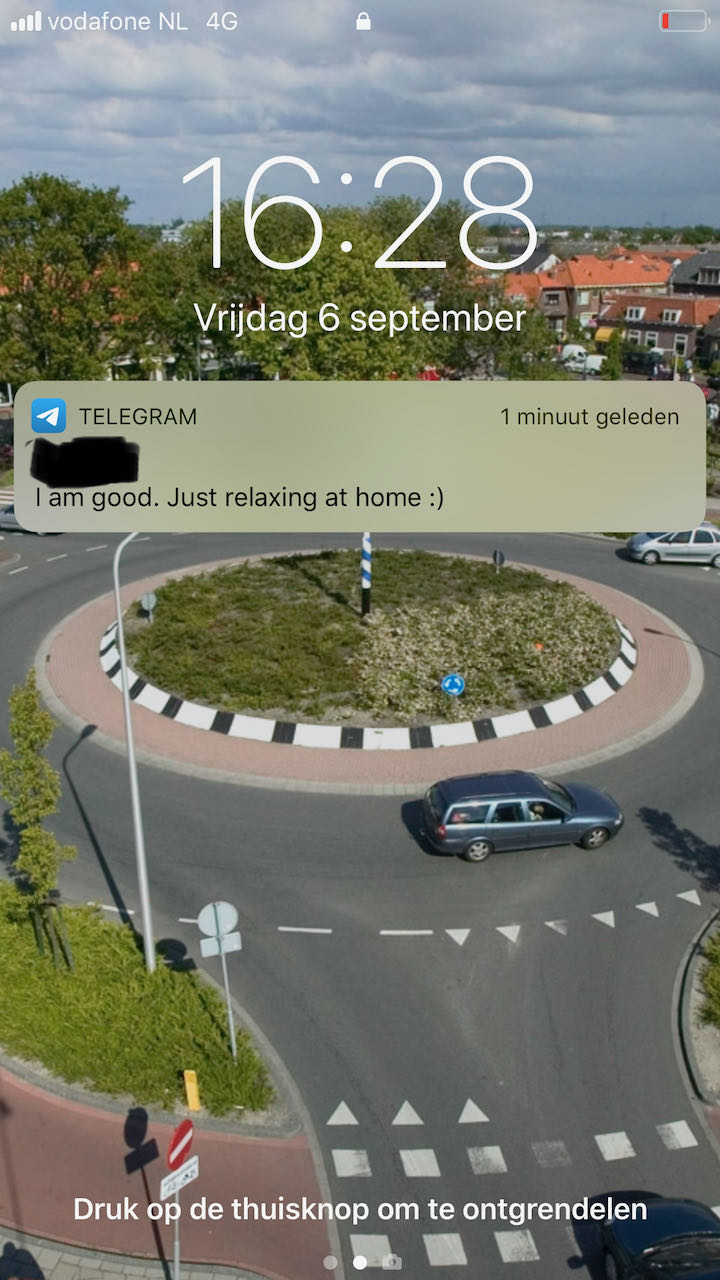 vodafone NL 4G
16:28
Vrijdag 6 september
TELEGRAM 1 minuut geleden
I am good. Just relaxing at home :)
Druk op de thuisknop om te ontgrendelen